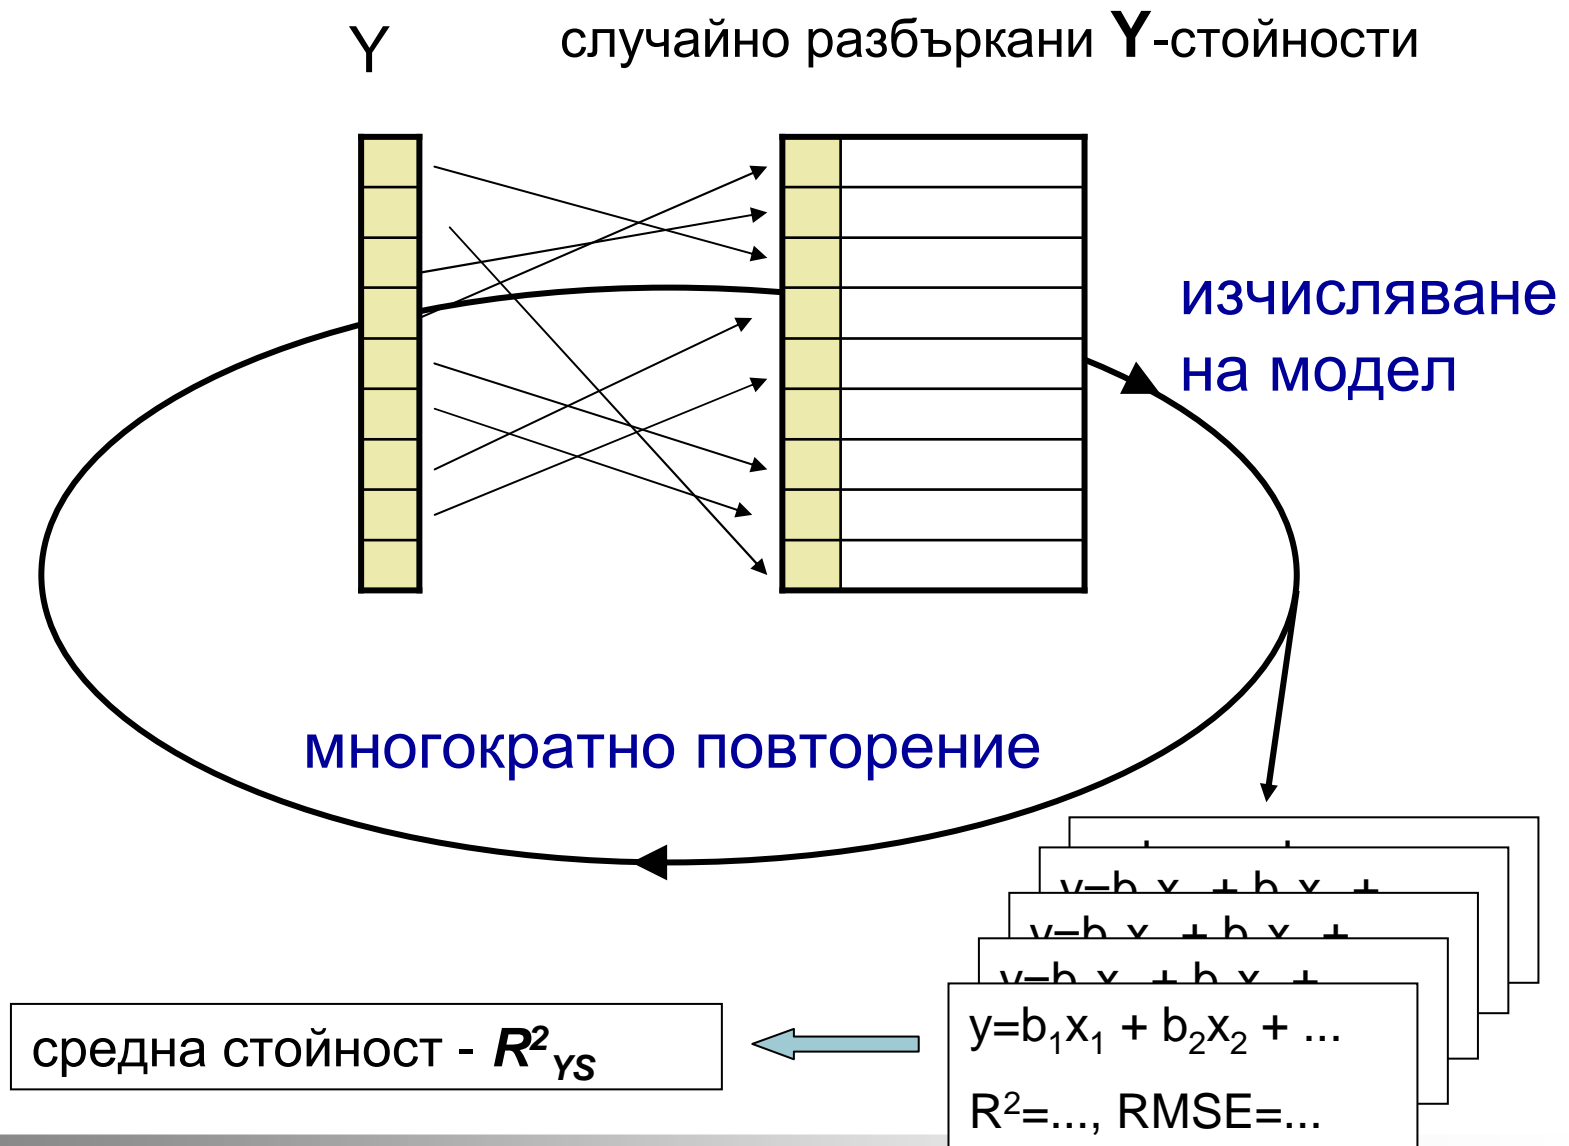 Y
случайно разбъркани Y-стойности
изчисляване
на модел
многократно повторение
y=b₁x₁ + b₂x₂ + ...
R²=..., RMSE=...
средна стойност - R²YS